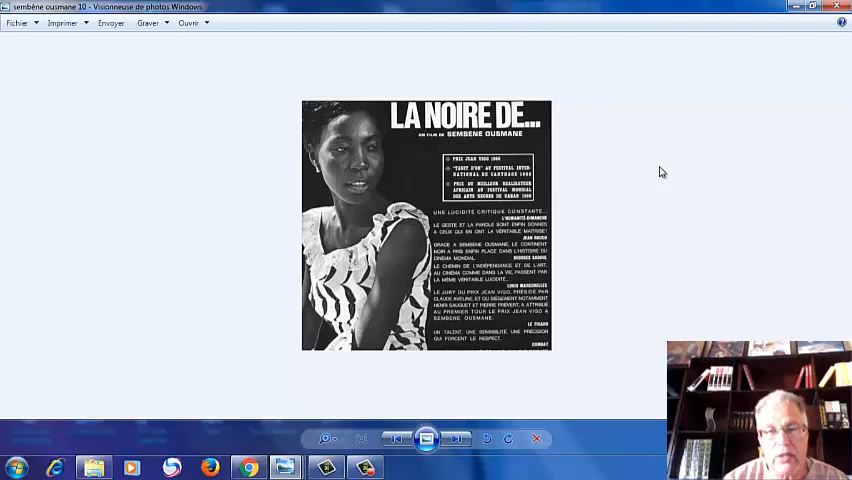 sembène ousmane 10 - Visionneuse de photos Windows
Fichier Imprimer Envoyer Graver Ouvrir
LA NOIRE DE...
UN FILM DE SEMBENE OUSMANE
PRIX JEAN VIGO 1966
"TANIT D'OR" AU FESTIVAL INTER-
NATIONAL DE CARTHAGE 1966
PRIX DU MEILLEUR REALISATEUR
AFRICAIN AU FESTIVAL MONDIAL
DES ARTS NEGRES DE DAKAR 1966
UNE LUCIDITÉ CRITIQUE CONSTANTE...
L'HUMANITÉ-DIMANCHE
LE GESTE ET LA PAROLE SONT ENFIN DONNÉS
A CEUX QUI EN ONT LA VÉRITABLE MAITRISE!
JEAN ROUCH
GRACE A SEMBENE OUSMANE, LE CONTINENT
NOIR A PRIS ENFIN PLACE DANS L'HISTOIRE DU
CINÉMA MONDIAL.
GEORGES SADOUL
LE CHEMIN DE L'INDÉPENDANCE ET DE L'ART,
AU CINÉMA COMME DANS LA VIE, PASSENT PAR
LA MÊME VÉRITABLE LUCIDITÉ...
LOUIS MARCORELLES
LE JURY DU PRIX JEAN VIGO, PRÉSIDÉ PAR
CLAUDE AVELINE, ET OU SIÈGEAIENT NOTAMMENT
HENRI SAUGUET ET PIERRE PRÉVERT, A ATTRIBUÉ
AU PREMIER TOUR LE PRIX JEAN VIGO A
SEMBENE OUSMANE.
LE FIGARO
UN TALENT, UNE SENSIBILITÉ, UNE PRÉCISION
QUI FORCENT LE RESPECT.
COMBAT